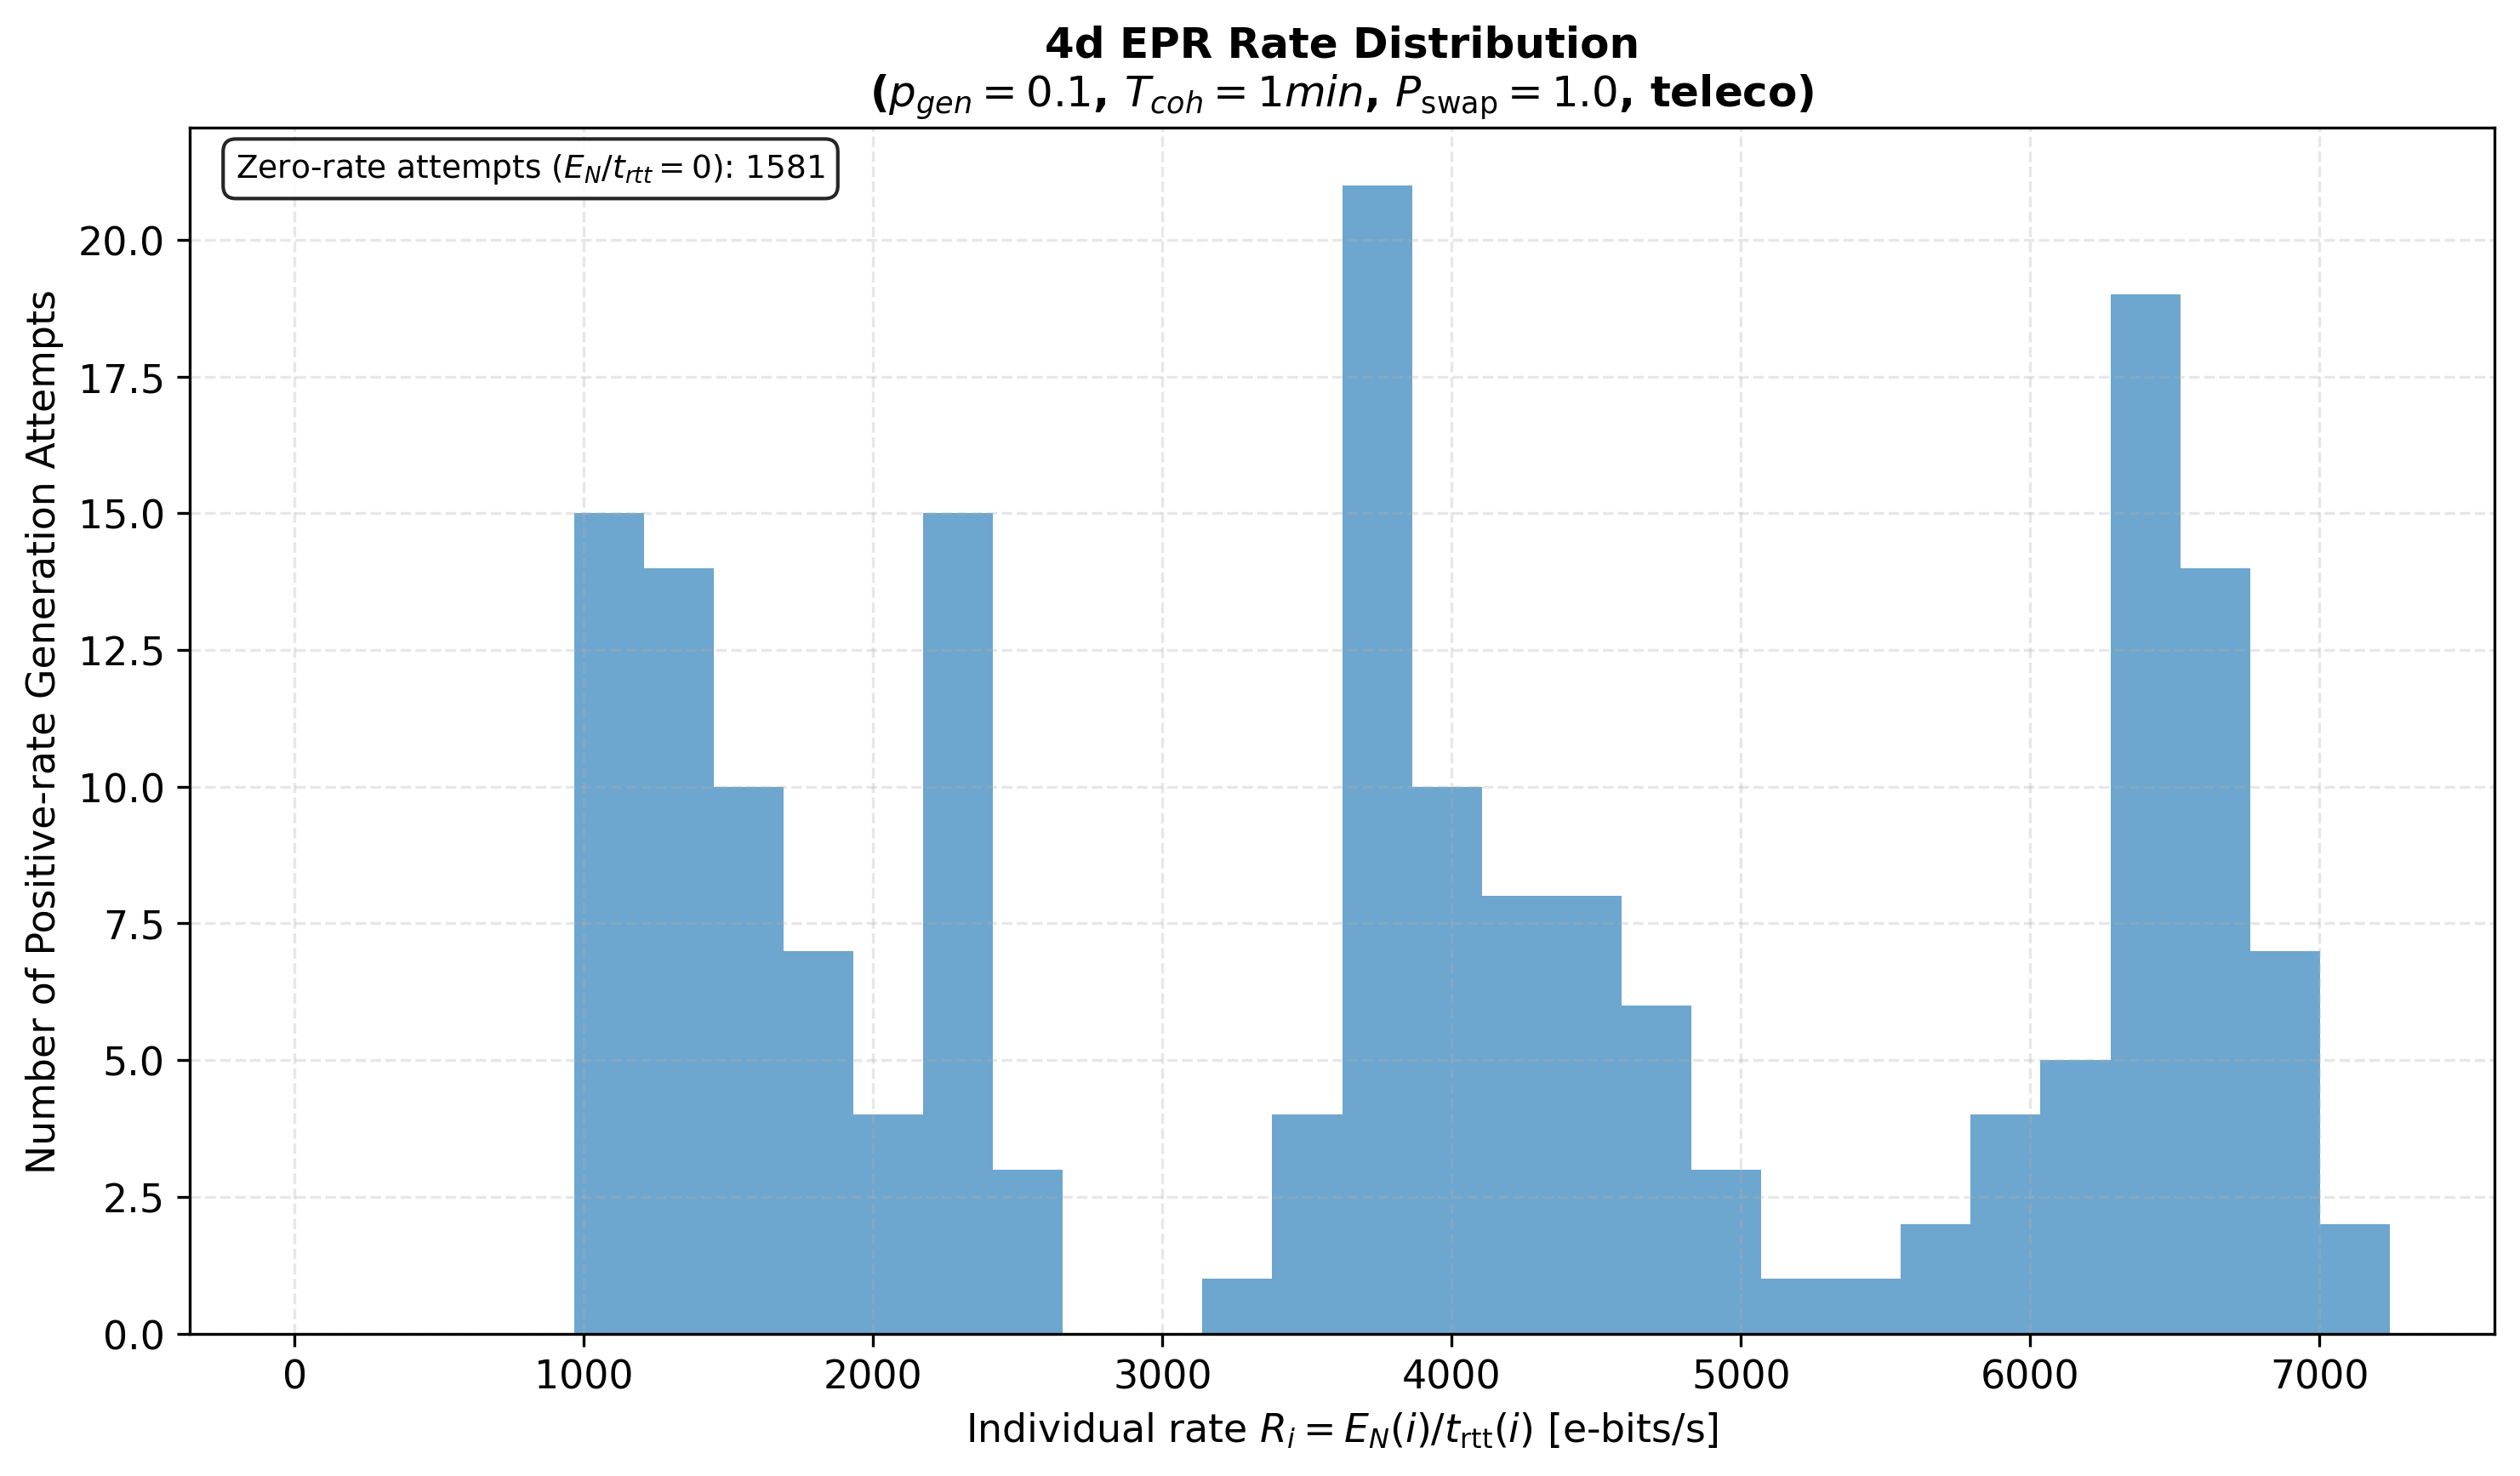 4d EPR Rate Distribution
(p_gen = 0.1, T_coh = 1min, P_swap = 1.0, teleco)
Zero-rate attempts (E_N/t_rtt = 0): 1581
Number of Positive-rate Generation Attempts
20.0
17.5
15.0
12.5
10.0
7.5
5.0
2.5
0.0
0 1000 2000 3000 4000 5000 6000 7000
Individual rate R_i = E_N(i)/t_rtt(i) [e-bits/s]